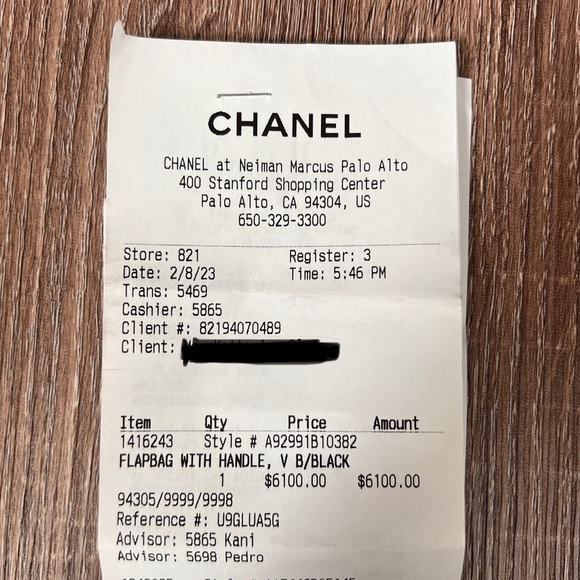 CHANEL
CHANEL at Neiman Marcus Palo Alto
400 Stanford Shopping Center
Palo Alto, CA 94304, US
650-329-3300
Store: 821 Register: 3
Date: 2/8/23 Time: 5:46 PM
Trans: 5469
Cashier: 5865
Client #: 82194070489
Client:
Item Qty Price Amount
1416243 Style # A92991B10382
FLAPBAG WITH HANDLE, V B/BLACK
1 $6100.00 $6100.00
94305/9999/9998
Reference #: U9GLUA5G
Advisor: 5865 Kani
Advisor: 5698 Pedro